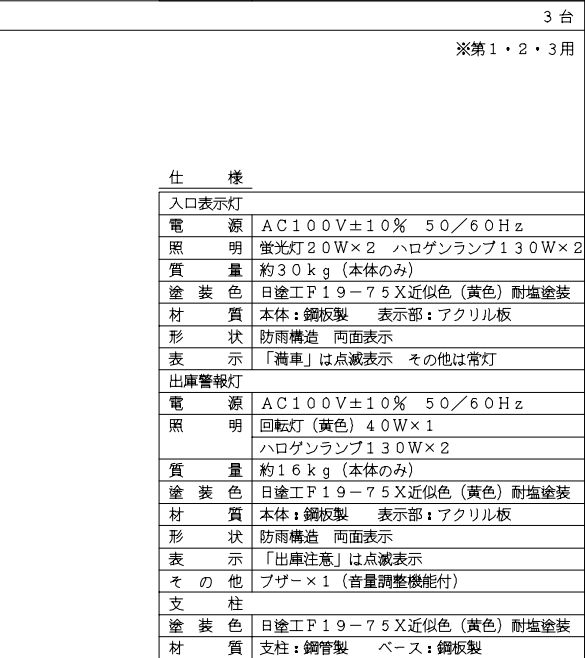 ３台
※第１・２・３用
仕　様
入口表示灯
電　源　ＡＣ１００Ｖ±１０％　５０／６０Ｈｚ
照　明　蛍光灯２０Ｗ×２　ハロゲンランプ１３０Ｗ×２
質　量　約３０ｋｇ（本体のみ）
塗装色　日塗工Ｆ１９－７５Ｘ近似色（黄色）耐塩塗装
材　質　本体：鋼板製　表示部：アクリル板
形　状　防雨構造　両面表示
表　示　「満車」は点滅表示　その他は常灯
出庫警報灯
電　源　ＡＣ１００Ｖ±１０％　５０／６０Ｈｚ
照　明　回転灯（黄色）４０Ｗ×１
ハロゲンランプ１３０Ｗ×２
質　量　約１６ｋｇ（本体のみ）
塗装色　日塗工Ｆ１９－７５Ｘ近似色（黄色）耐塩塗装
材　質　本体：鋼板製　表示部：アクリル板
形　状　防雨構造　両面表示
表　示　「出庫注意」は点滅表示
その他　ブザー×１（音量調整機能付）
支　柱
塗装色　日塗工Ｆ１９－７５Ｘ近似色（黄色）耐塩塗装
材　質　支柱：鋼管製　ベース：鋼板製